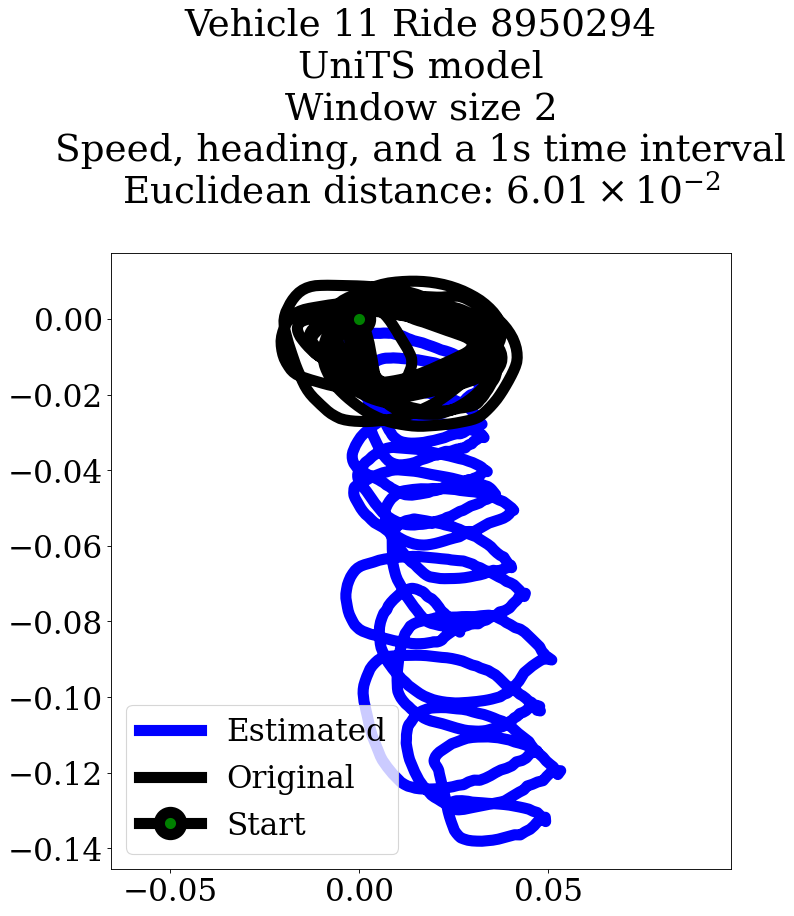 Vehicle 11 Ride 8950294
UniTS model
Window size 2
Speed, heading, and a 1s time interval
Euclidean distance: 6.01 × 10⁻²
0.00
−0.02
−0.04
−0.06
−0.08
−0.10
−0.12
−0.14
Estimated
Original
Start
−0.05
0.00
0.05